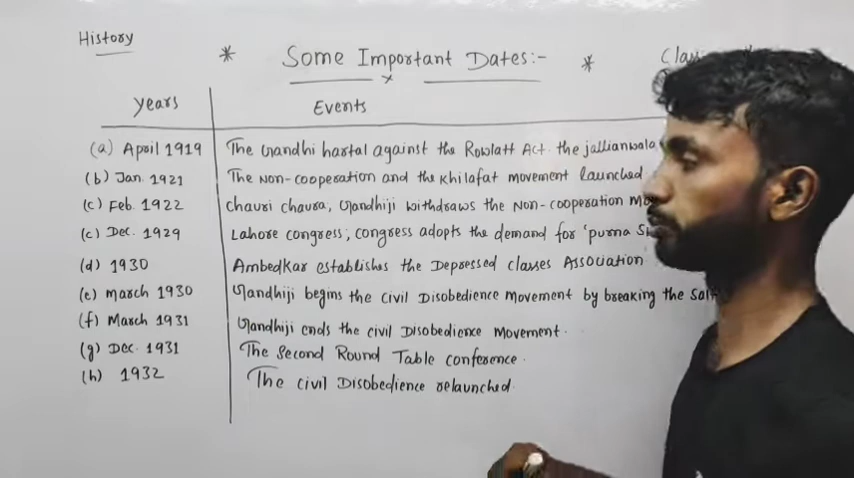 History
* Some Important Dates:- *
Years Events
(a) April 1919 The Gandhi hartal against the Rowlatt Act. the jallianwala
(b) Jan. 1921 The Non-cooperation and the Khilafat movement launched
(c) Feb. 1922 Chauri chaura, Gandhiji withdraws the Non-cooperation
(c) Dec. 1929 Lahore congress; congress adopts the demand for 'purna
(d) 1930 Ambedkar establishes the Depressed classes Association
(e) March 1930 Gandhiji begins the civil Disobedience Movement by breaking the Salt
(f) March 1931 Gandhiji ends the civil Disobedience Movement.
(g) Dec. 1931 The Second Round Table conference.
(h) 1932 The civil Disobedience relaunched.